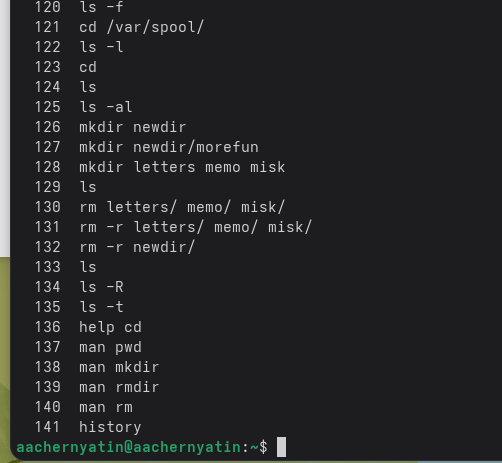 120 ls -f
121 cd /var/spool/
122 ls -l
123 cd
124 ls
125 ls -al
126 mkdir newdir
127 mkdir newdir/morefun
128 mkdir letters memo misk
129 ls
130 rm letters/ memo/ misk/
131 rm -r letters/ memo/ misk/
132 rm -r newdir/
133 ls
134 ls -R
135 ls -t
136 help cd
137 man pwd
138 man mkdir
139 man rmdir
140 man rm
141 history
aachernyatin@aachernyatin:~$